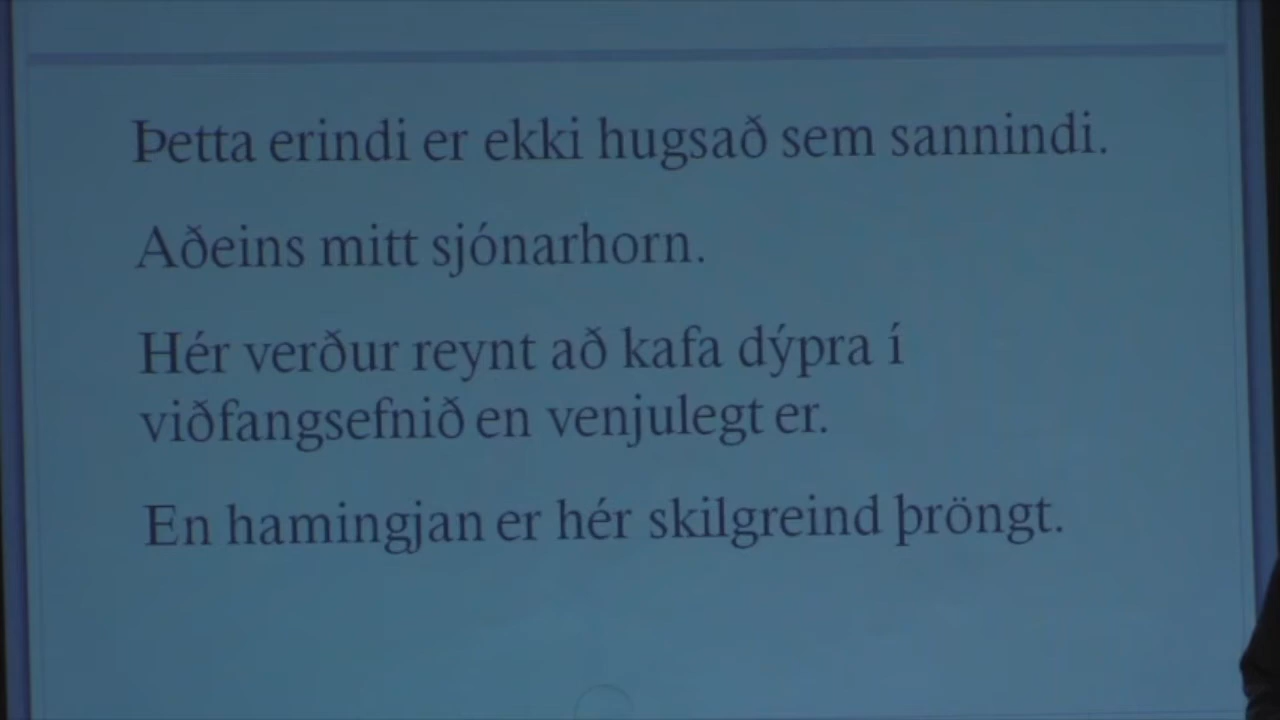 Þetta erindi er ekki hugsað sem sannindi.
Aðeins mitt sjónarhorn.
Hér verður reynt að kafa dýpra í
viðfangsefnið en venjulegt er.
En hamingjan er hér skilgreind þröngt.